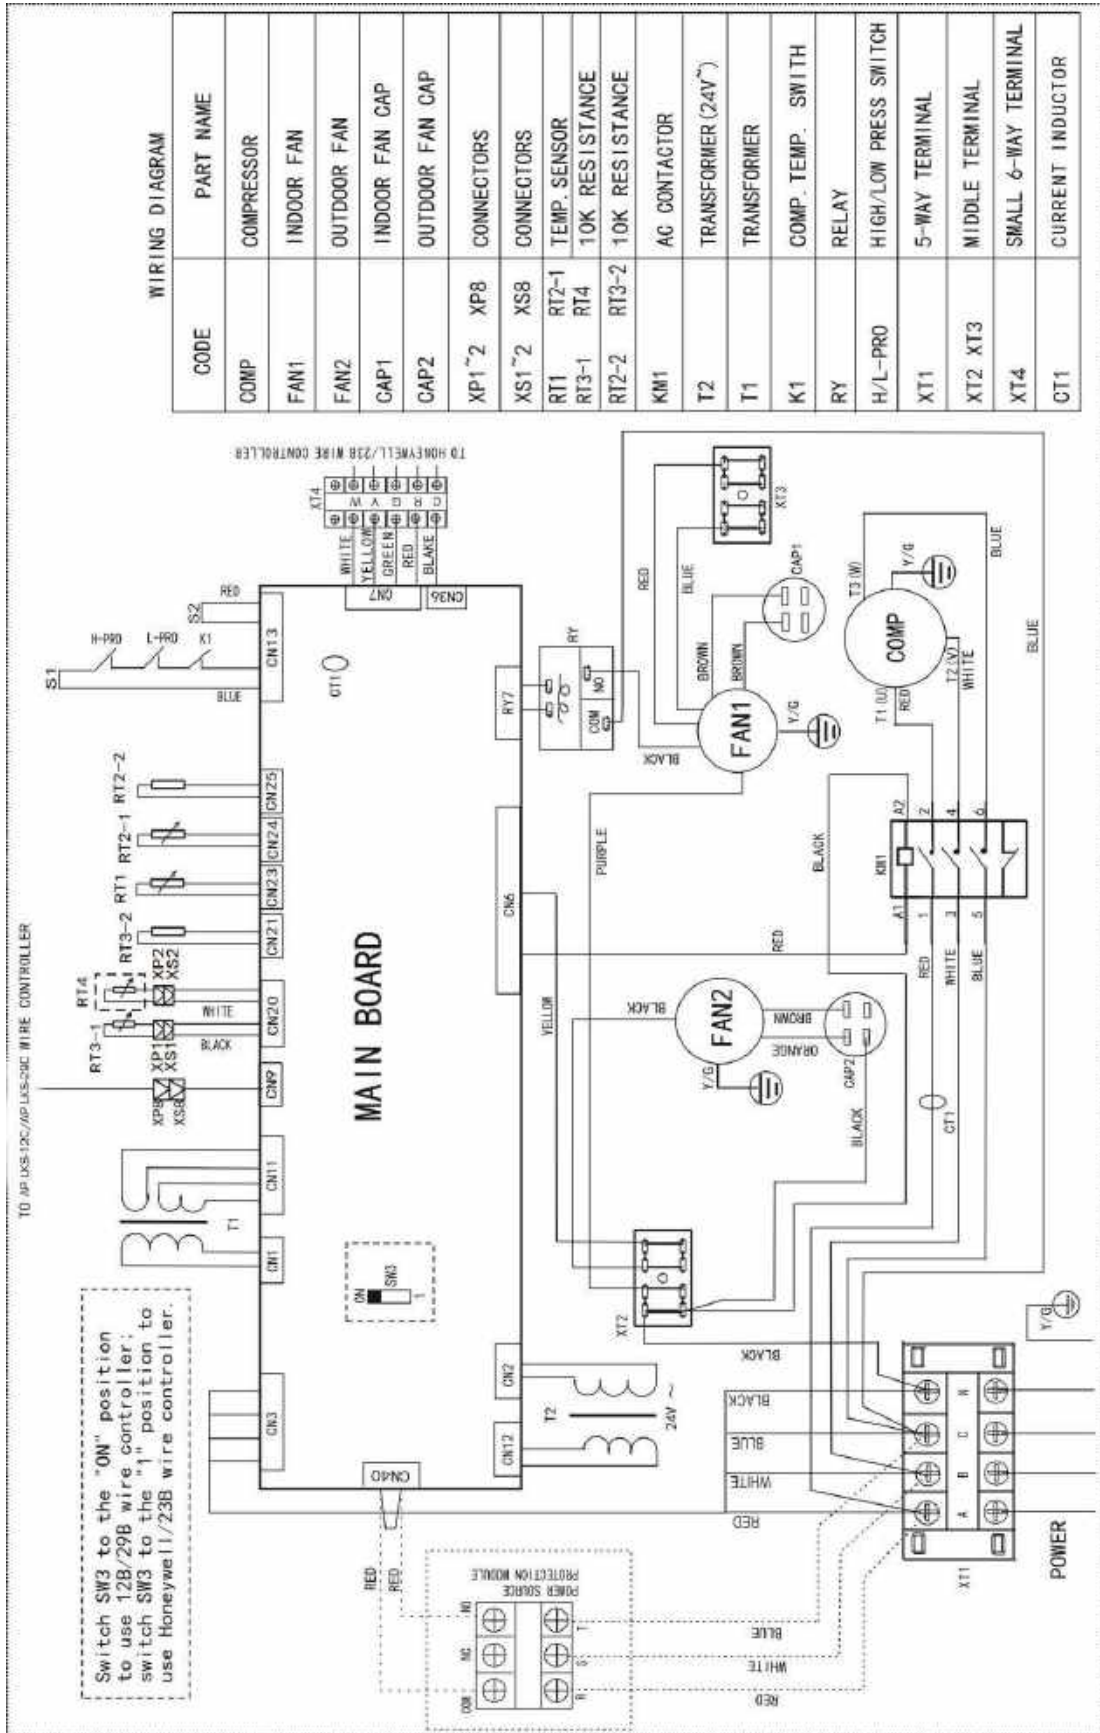 WIRING DIAGRAM
CODE PART NAME
COMP COMPRESSOR
FAN1 INDOOR FAN
FAN2 OUTDOOR FAN
CAP1 INDOOR FAN CAP
CAP2 OUTDOOR FAN CAP
XP1~2 XP8 CONNECTORS
XS1~2 XS8 CONNECTORS
RT1 RT2-1 TEMP. SENSOR
RT3-1 RT4 10K RESISTANCE
RT2-2 RT3-2 10K RESISTANCE
KM1 AC CONTACTOR
T2 TRANSFORMER(24V~)
T1 TRANSFORMER
K1 COMP. TEMP. SWITH
RY RELAY
H/L-PRO HIGH/LOW PRESS SWITCH
XT1 5-WAY TERMINAL
XT2 XT3 MIDDLE TERMINAL
XT4 SMALL 6-WAY TERMINAL
CT1 CURRENT INDUCTOR
TO AP LKS-12C/AP LKS-29C WIRE CONTROLLER
Switch SW3 to the "ON" position
to use 12B/29B wire controller;
switch SW3 to the "1" position to
use Honeywell/23B wire controller.
T1
XP8
XS8
RT3-1
RT4
XP1
XS1
XP2
XS2
BLACK
WHITE
RT3-2
RT1
RT2-1
RT2-2
S1
H-PRO
L-PRO
K1
S2
BLUE
RED
CN3
CN1
CN11
CN9
CN20
CN21
CN23
CN24
CN25
CN13
CN40
ON
SW3
1
MAIN BOARD
CT1
CN7
CN36
CN12
CN2
CN6
RY7
WHITE
YELLOW
GREEN
RED
BLAKE
XT4
W
Y
G
R
C
TO HONEYWELL/23B WIRE CONTROLLER
RED
RED
POWER SOURCE
PROTECTION MODULE
COM
NC
NO
R
S
T
RED
WHITE
BLUE
T2
24V ~
RED
WHITE
BLUE
BLACK
BLACK
XT2
YELLOW
PURPLE
RED
BLACK
FAN2
Y/G
ORANGE
BROWN
CAP2
BLACK
BLACK
RY
COM
NO
BLACK
FAN1
Y/G
BROWN
BROWN
CAP1
RED
BLUE
XT3
COMP
T1(U)
RED
T2(V)
WHITE
T3(W)
Y/G
BLUE
BLUE
KM1
A1
A2
1
2
3
4
5
6
RED
WHITE
BLUE
CT1
XT1
A
B
C
N
Y/G
POWER